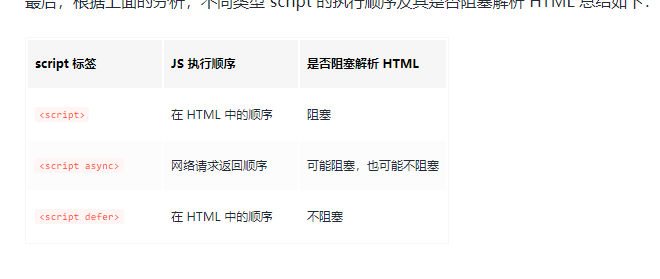 最后，根据上面的分析，不同类型 script 的执行顺序及其是否阻塞解析 HTML 总结如下：
script 标签 JS 执行顺序 是否阻塞解析 HTML
<script> 在 HTML 中的顺序 阻塞
<script async> 网络请求返回顺序 可能阻塞，也可能不阻塞
<script defer> 在 HTML 中的顺序 不阻塞